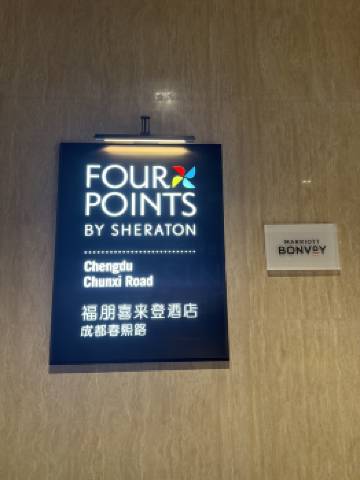 FOUR
POINTS
BY SHERATON
Chengdu
Chunxi Road
福朋喜来登酒店
成都春熙路
MARRIOTT
BONVOY